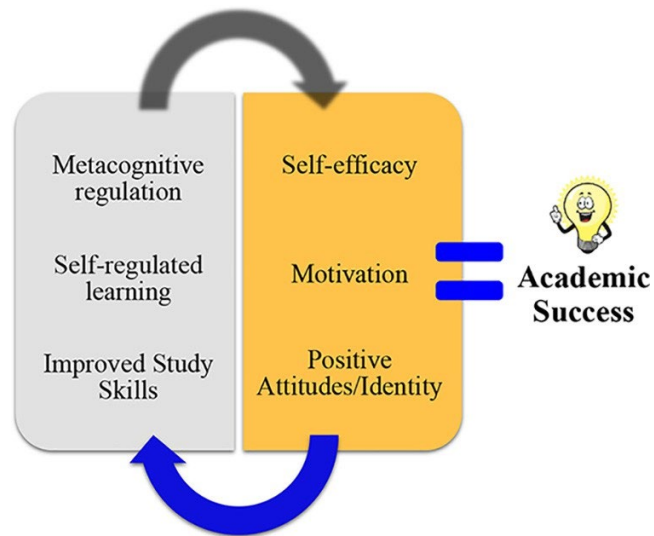 Metacognitive
regulation
Self-regulated
learning
Improved Study
Skills
Self-efficacy
Motivation
Positive
Attitudes/Identity
Academic
Success